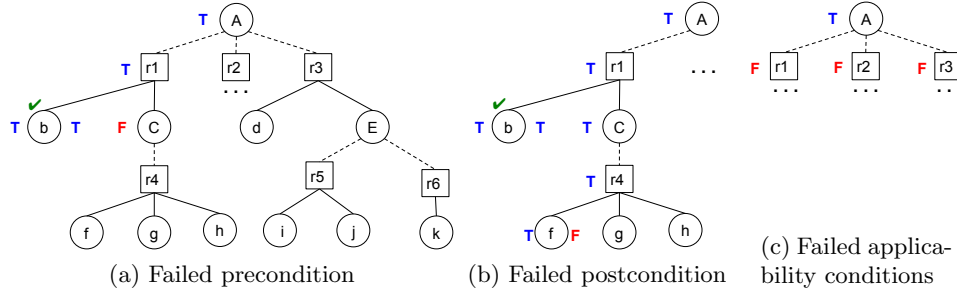 T A
T r1 r2 r3
...
✔
T b T F C d E
r4 r5 r6
f g h i j k
(a) Failed precondition
T A
T r1 ...
✔
T b T T C
T r4
T f F g h
(b) Failed postcondition
T A
F r1 F r2 F r3
... ... ..
(c) Failed applica-
bility conditions